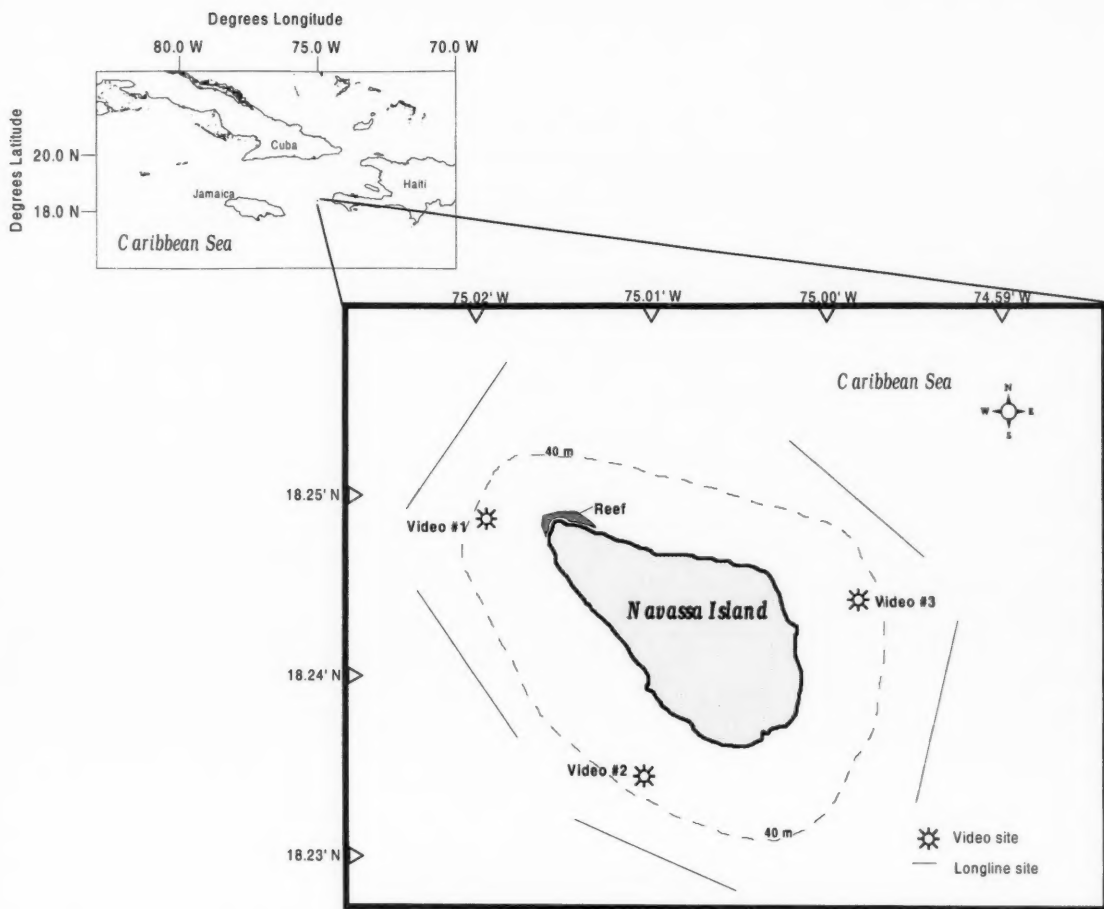 Degrees Longitude
80.0 W 75.0 W 70.0 W
Degrees Latitude
20.0 N
18.0 N
Cuba
Haiti
Jamaica
Caribbean Sea
75.02' W 75.01' W 75.00' W 74.59' W
Caribbean Sea
N
W E
S
40 m
18.25' N
Reef
Video #1
Navassa Island
Video #3
18.24' N
Video #2
40 m
Video site
18.23' N
Longline site